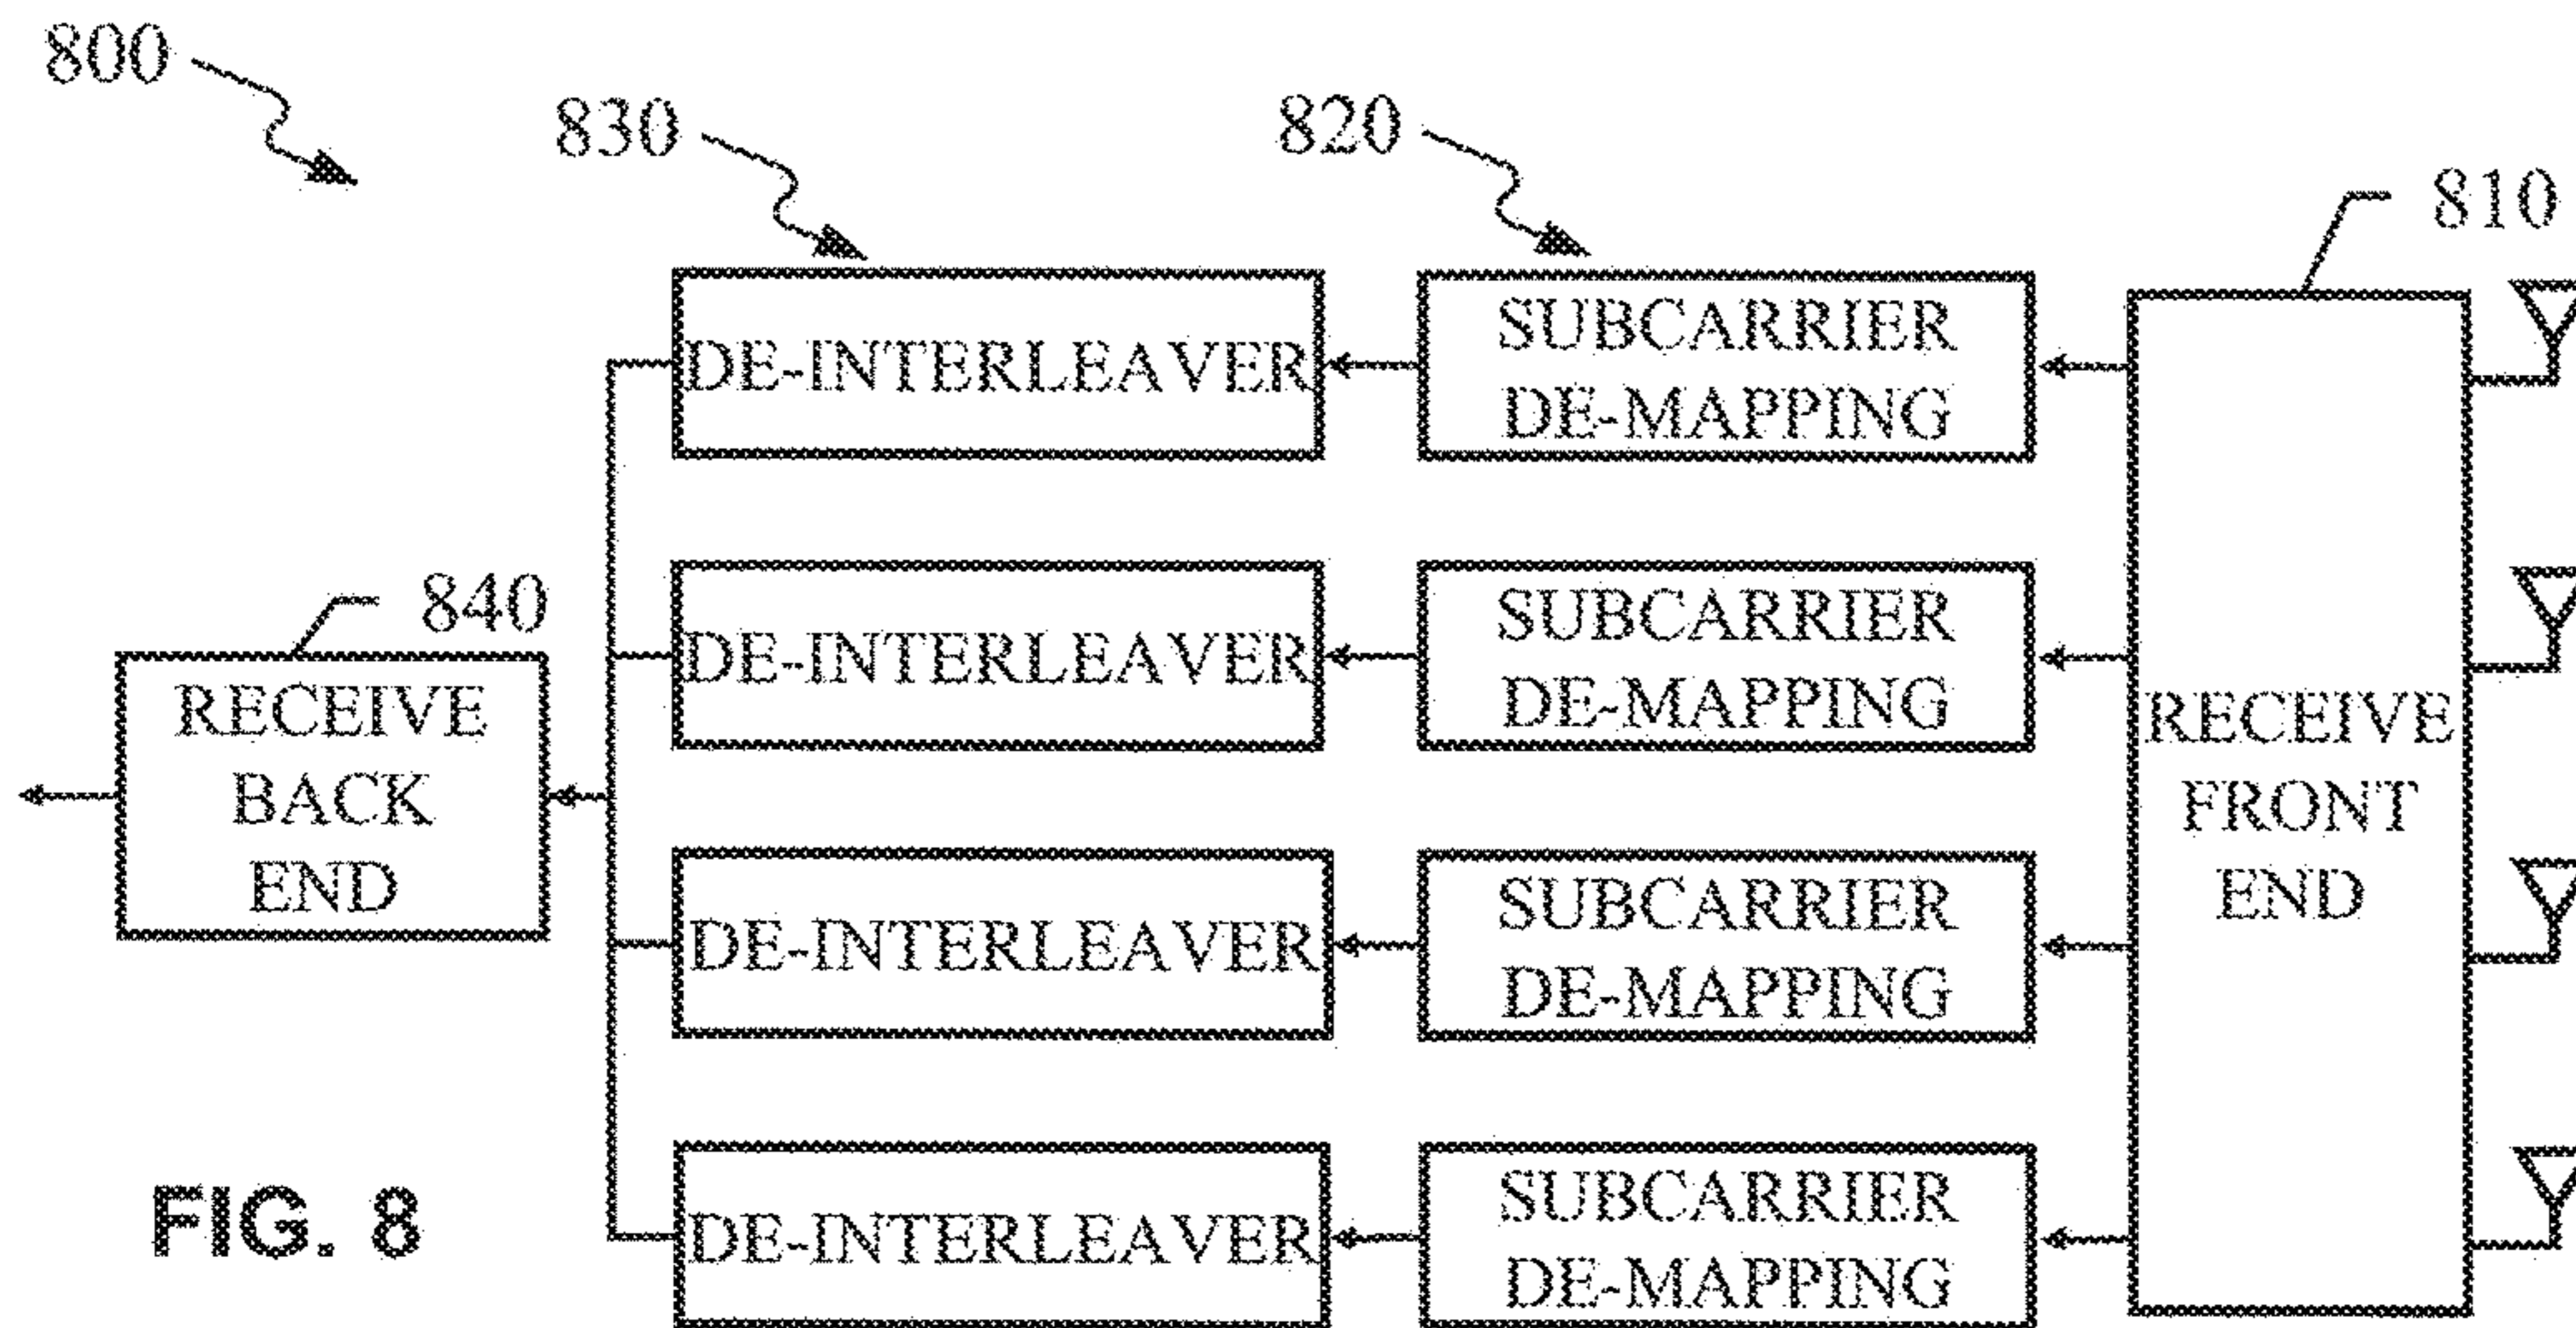 800
830
820
810
DE-INTERLEAVER
SUBCARRIER
DE-MAPPING
840
DE-INTERLEAVER
SUBCARRIER
DE-MAPPING
RECEIVE
BACK
END
RECEIVE
FRONT
END
DE-INTERLEAVER
SUBCARRIER
DE-MAPPING
DE-INTERLEAVER
SUBCARRIER
DE-MAPPING
FIG. 8